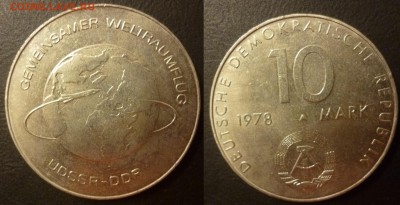 GEMEINSAMER WELTRAUMFLUG
UDSSR-DDR
DEUTSCHE DEMOKRATISCHE REPUBLIK
10
1978 A MARK